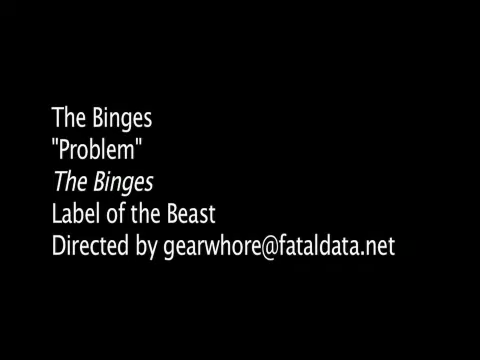 The Binges
"Problem"
The Binges
Label of the Beast
Directed by gearwhore@fataldata.net